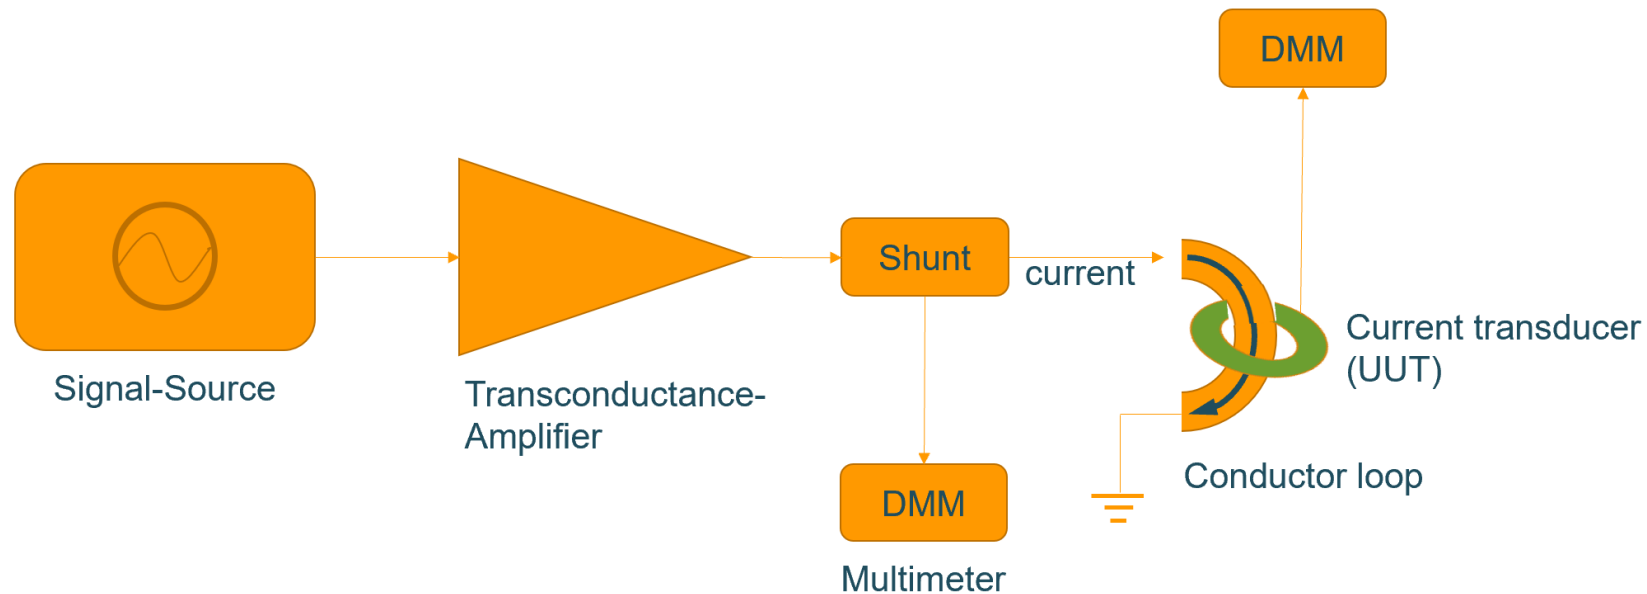 DMM
Shunt
current
Current transducer
(UUT)
Signal-Source
Transconductance-
Amplifier
Conductor loop
DMM
Multimeter